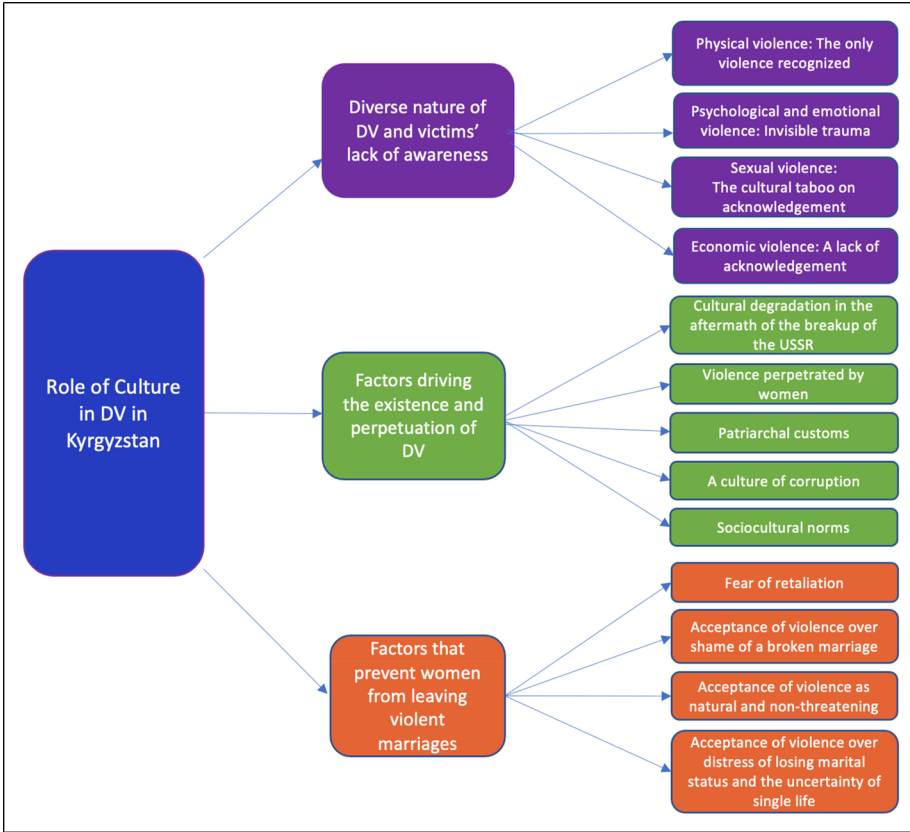 Role of Culture
in DV in
Kyrgyzstan
Diverse nature of
DV and victims'
lack of awareness
Physical violence: The only
violence recognized
Psychological and emotional
violence: Invisible trauma
Sexual violence:
The cultural taboo on
acknowledgement
Economic violence: A lack of
acknowledgement
Factors driving
the existence and
perpetuation of
DV
Cultural degradation in the
aftermath of the breakup of
the USSR
Violence perpetrated by
women
Patriarchal customs
A culture of corruption
Sociocultural norms
Factors that
prevent women
from leaving
violent
marriages
Fear of retaliation
Acceptance of violence over
shame of a broken marriage
Acceptance of violence as
natural and non-threatening
Acceptance of violence over
distress of losing marital
status and the uncertainty of
single life